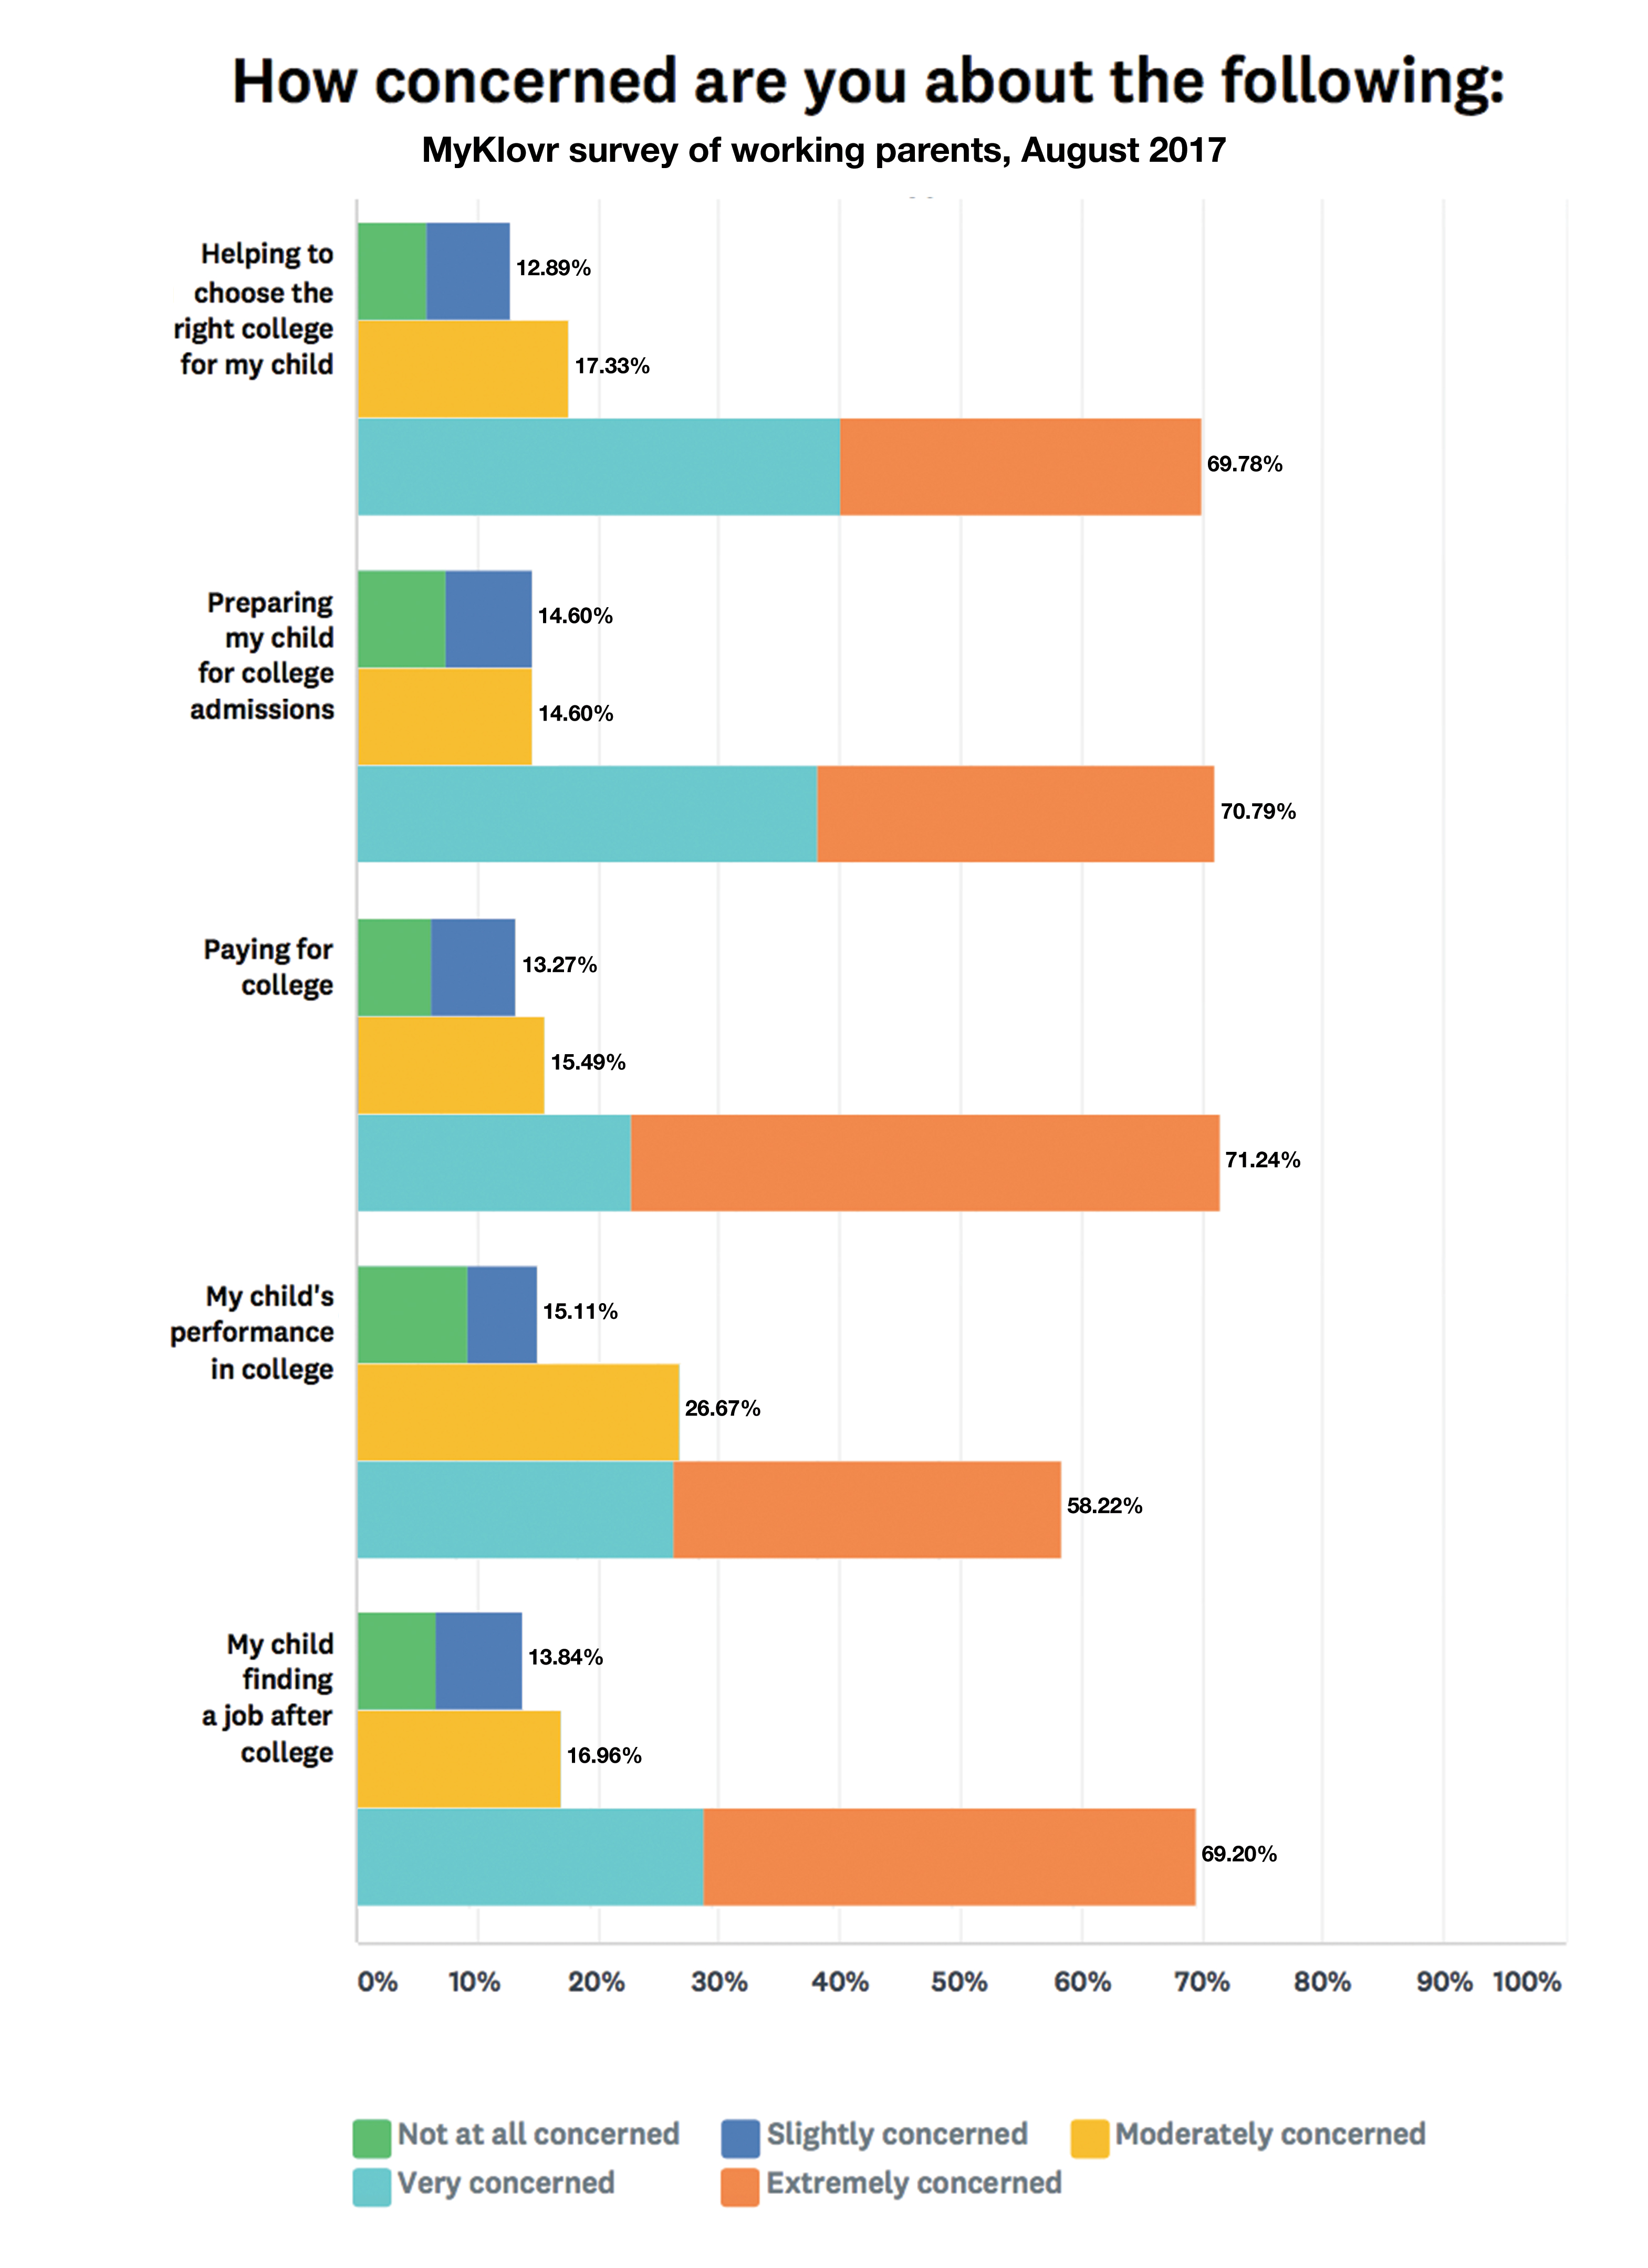 How concerned are you about the following:
MyKlovr survey of working parents, August 2017
Helping to
choose the
right college
for my child
12.89%
17.33%
69.78%
Preparing
my child
for college
admissions
14.60%
14.60%
70.79%
Paying for
college
13.27%
15.49%
71.24%
My child's
performance
in college
15.11%
26.67%
58.22%
My child
finding
a job after
college
13.84%
16.96%
69.20%
0% 10% 20% 30% 40% 50% 60% 70% 80% 90% 100%
Not at all concerned Slightly concerned Moderately concerned
Very concerned Extremely concerned